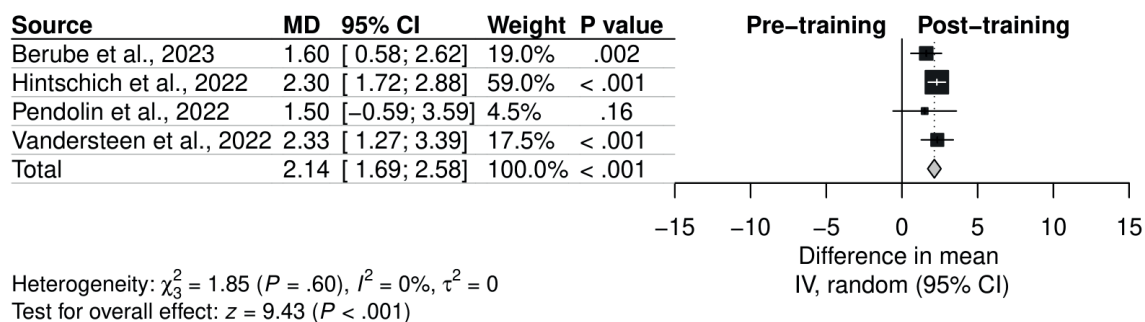 Source MD 95% CI Weight P value Pre−training Post−training
Berube et al., 2023 1.60 [ 0.58; 2.62] 19.0% .002
Hintschich et al., 2022 2.30 [ 1.72; 2.88] 59.0% < .001
Pendolin et al., 2022 1.50 [−0.59; 3.59] 4.5% .16
Vandersteen et al., 2022 2.33 [ 1.27; 3.39] 17.5% < .001
Total 2.14 [ 1.69; 2.58] 100.0% < .001
−15 −10 −5 0 5 10 15
Difference in mean
IV, random (95% CI)
Heterogeneity: χ²₃ = 1.85 (P = .60), I² = 0%, τ² = 0
Test for overall effect: z = 9.43 (P < .001)